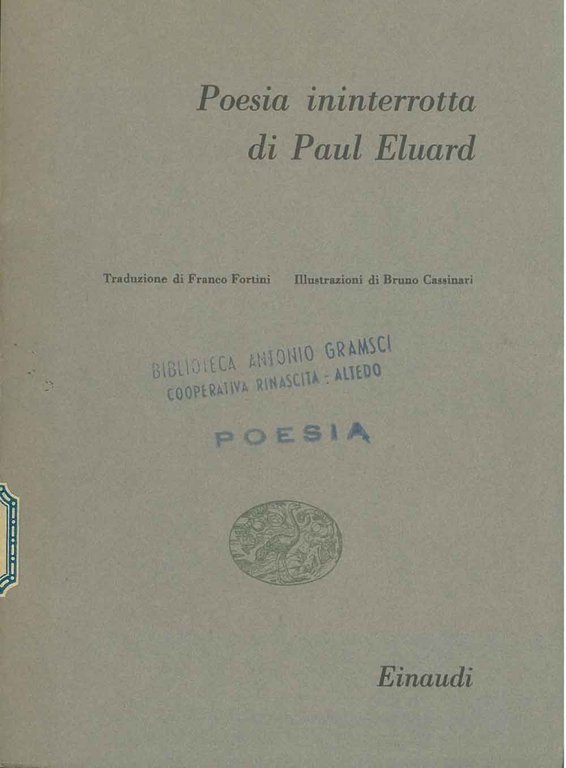 Poesia ininterrotta
di Paul Eluard
Traduzione di Franco Fortini Illustrazioni di Bruno Cassinari
BIBLIOTECA ANTONIO GRAMSCI
COOPERATIVA RINASCITA - ALTEDO
POESIA
Einaudi